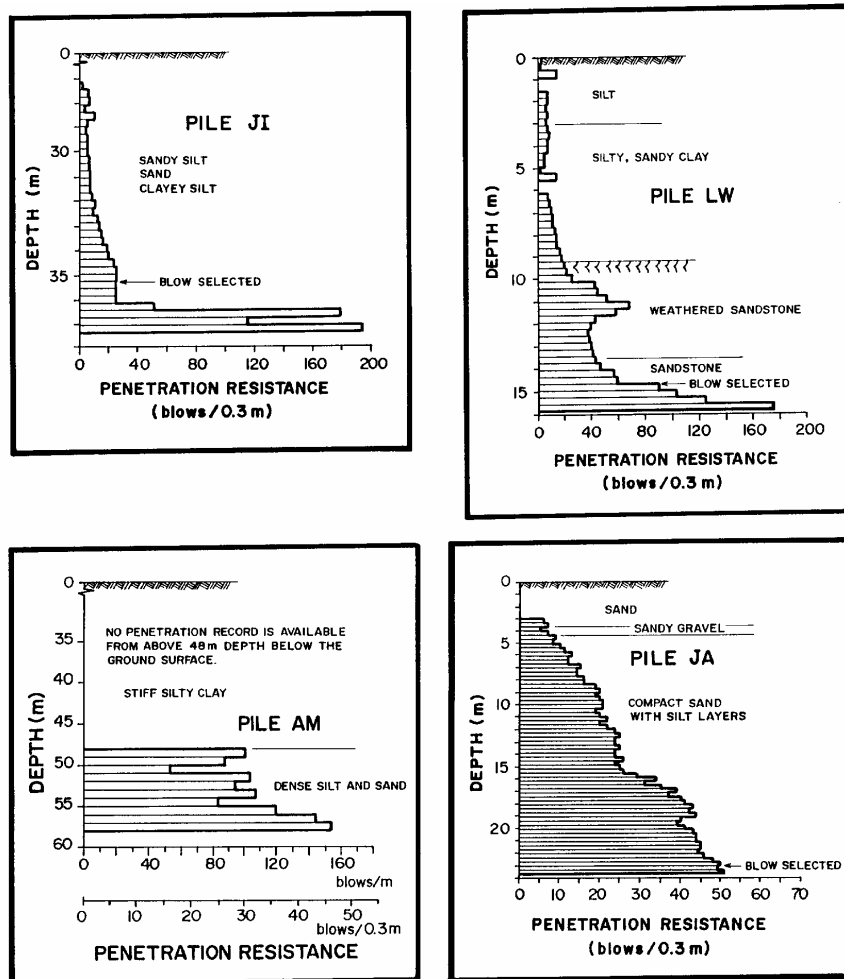 0
30
35
DEPTH (m)
PILE JI
SANDY SILT
SAND
CLAYEY SILT
BLOW SELECTED
0 40 80 120 160 200
PENETRATION RESISTANCE
(blows/0.3 m)
0
5
10
15
DEPTH (m)
SILT
SILTY, SANDY CLAY
PILE LW
WEATHERED SANDSTONE
SANDSTONE
BLOW SELECTED
0 40 80 120 160 200
PENETRATION RESISTANCE
(blows/0.3 m)
0
35
40
45
50
55
60
DEPTH (m)
NO PENETRATION RECORD IS AVAILABLE
FROM ABOVE 48m DEPTH BELOW THE
GROUND SURFACE.
STIFF SILTY CLAY
PILE AM
DENSE SILT AND SAND
0 40 80 120 160
blows/m
0 10 20 30 40 50
blows/0.3m
PENETRATION RESISTANCE
0
5
10
15
20
DEPTH (m)
SAND
SANDY GRAVEL
PILE JA
COMPACT SAND
WITH SILT LAYERS
BLOW SELECTED
0 10 20 30 40 50 60 70
PENETRATION RESISTANCE
(blows/0.3 m)